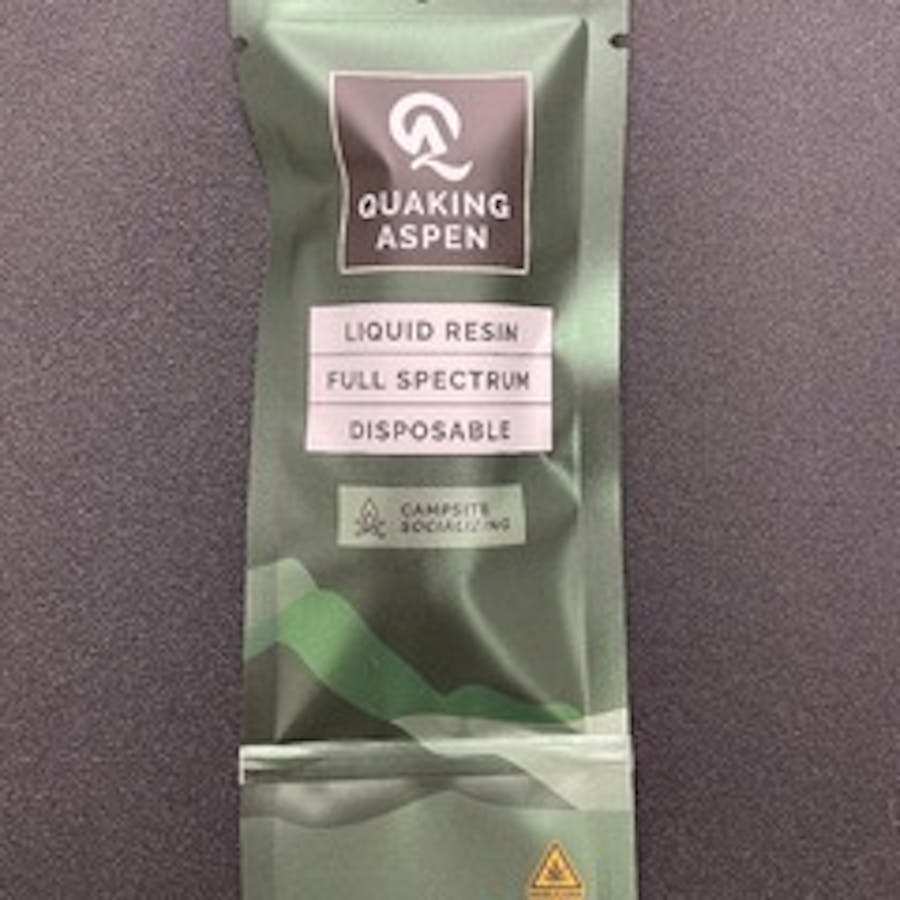 QUAKING
ASPEN
LIQUID RESIN
FULL SPECTRUM
DISPOSABLE
CAMPSITE
SOCIALIZING